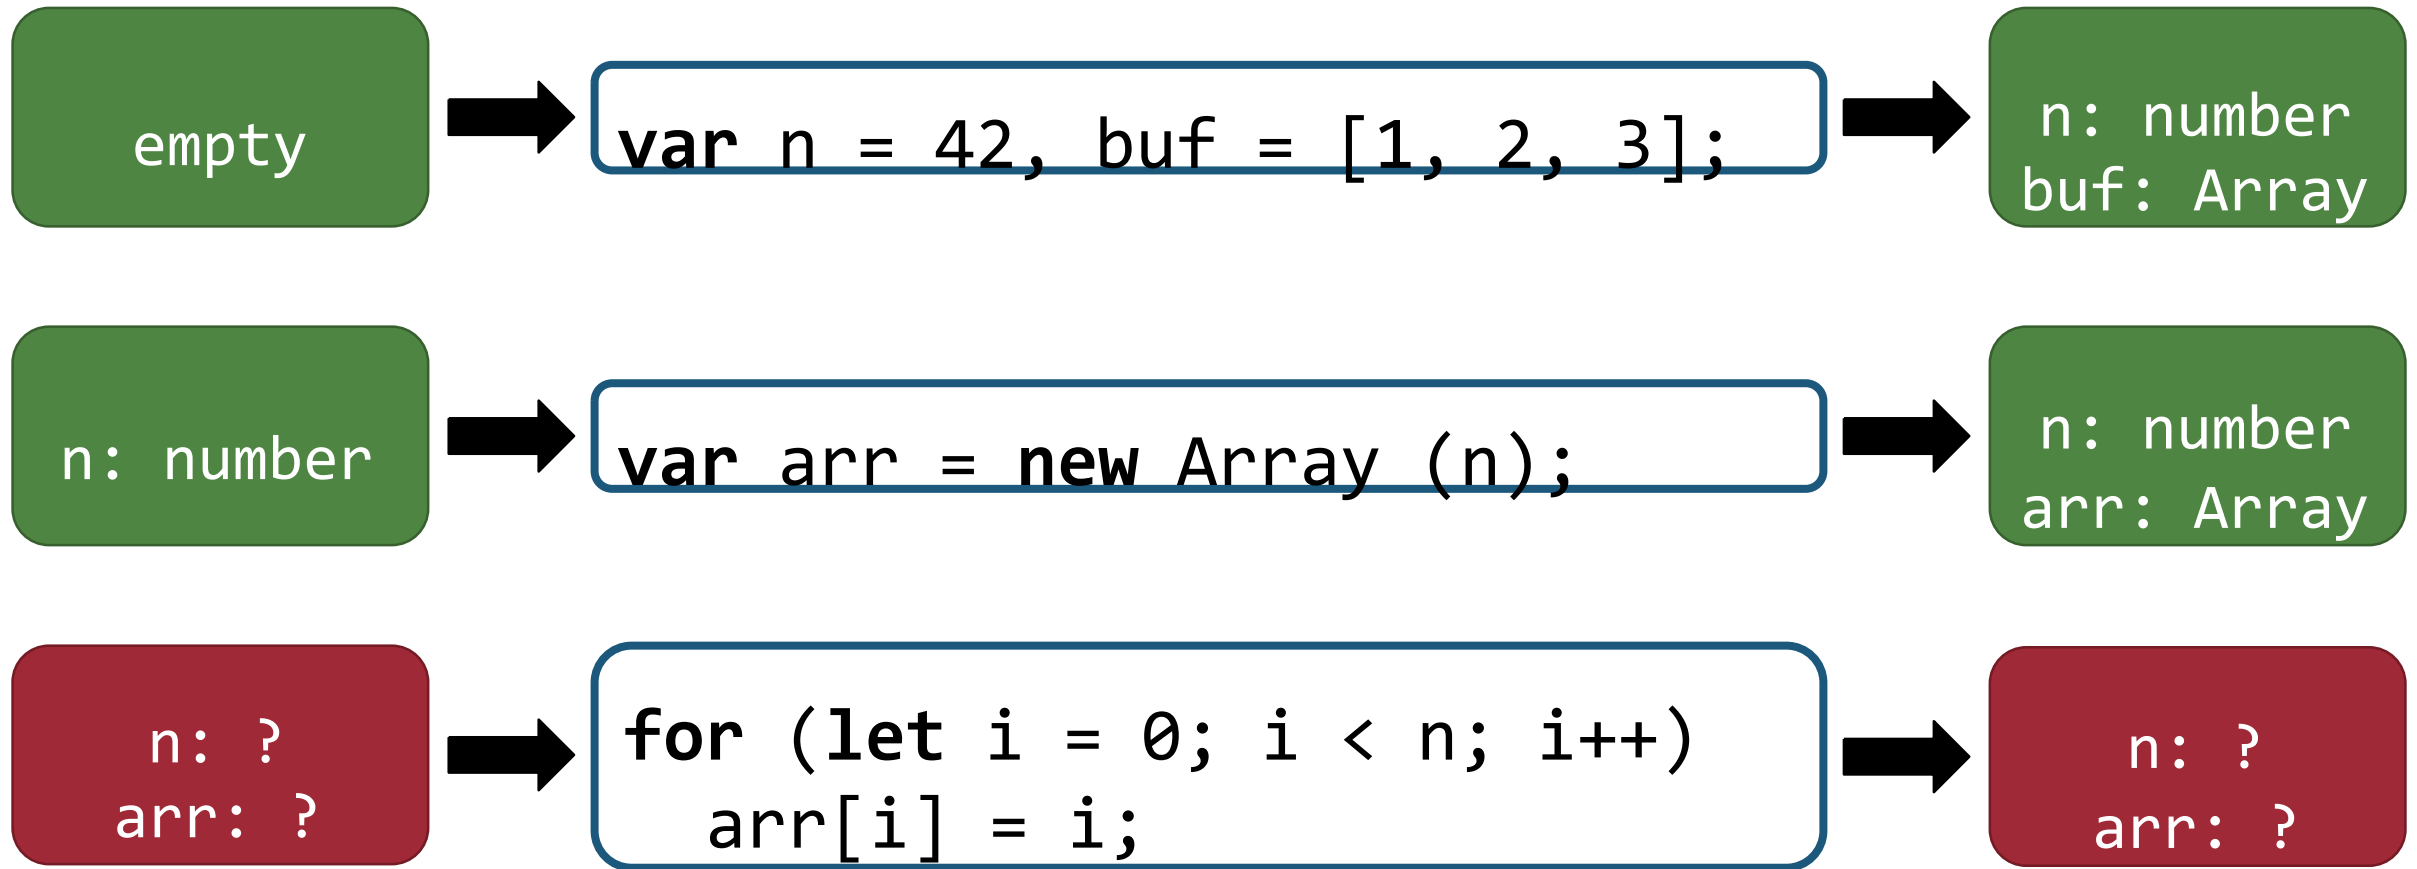 empty
var n = 42, buf = [1, 2, 3];
n: number
buf: Array
n: number
var arr = new Array (n);
n: number
arr: Array
n: ?
arr: ?
for (let i = 0; i < n; i++)
arr[i] = i;
n: ?
arr: ?